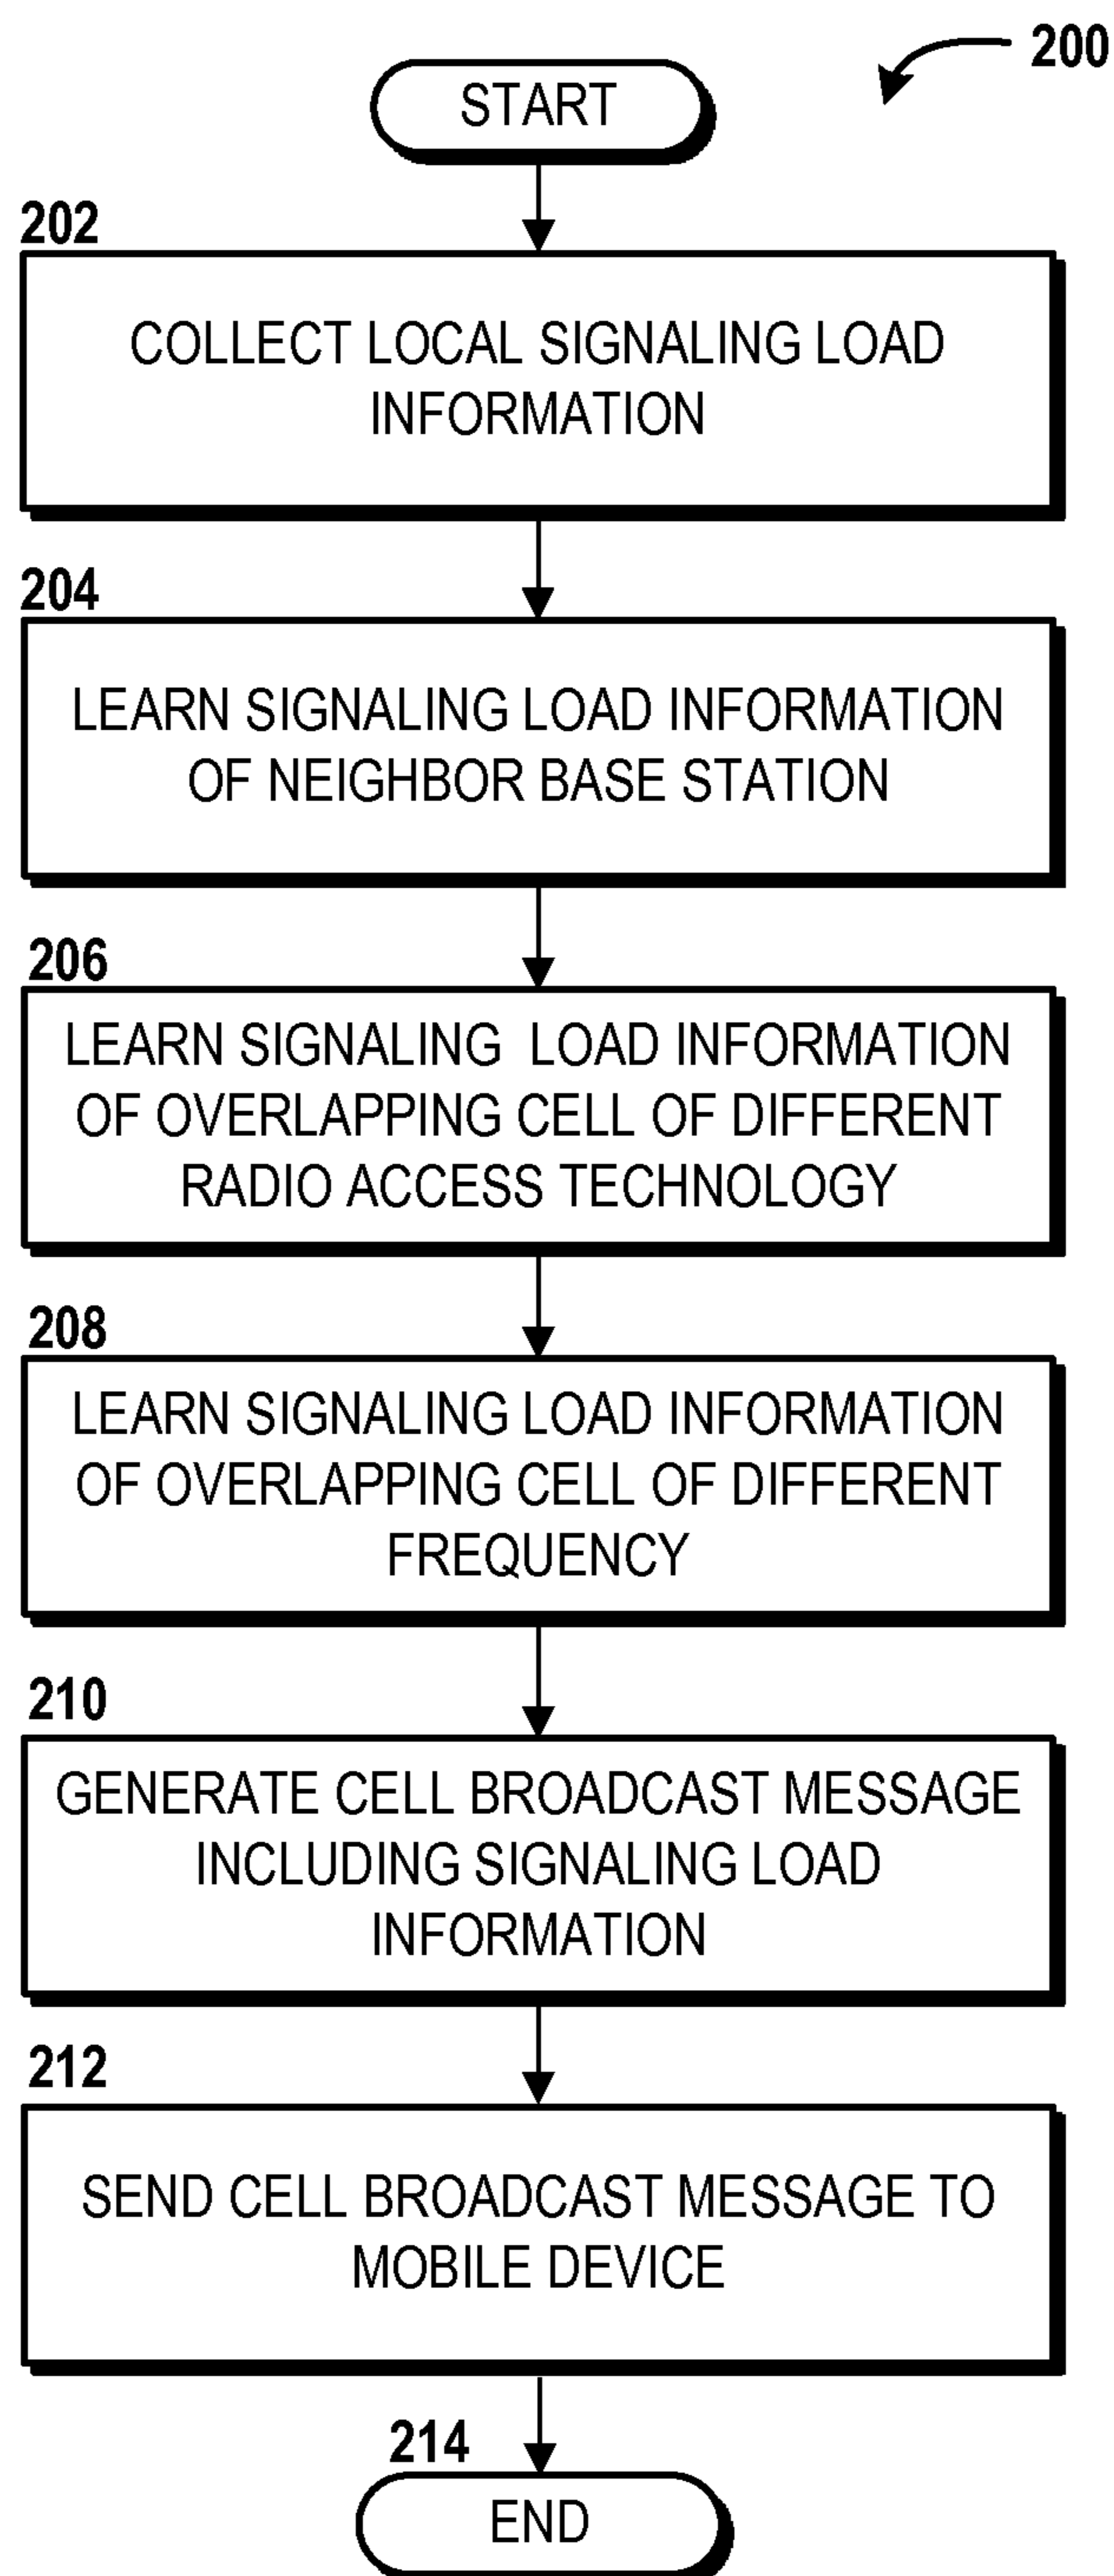 200
START
202
COLLECT LOCAL SIGNALING LOAD
INFORMATION
204
LEARN SIGNALING LOAD INFORMATION
OF NEIGHBOR BASE STATION
206
LEARN SIGNALING LOAD INFORMATION
OF OVERLAPPING CELL OF DIFFERENT
RADIO ACCESS TECHNOLOGY
208
LEARN SIGNALING LOAD INFORMATION
OF OVERLAPPING CELL OF DIFFERENT
FREQUENCY
210
GENERATE CELL BROADCAST MESSAGE
INCLUDING SIGNALING LOAD
INFORMATION
212
SEND CELL BROADCAST MESSAGE TO
MOBILE DEVICE
214
END